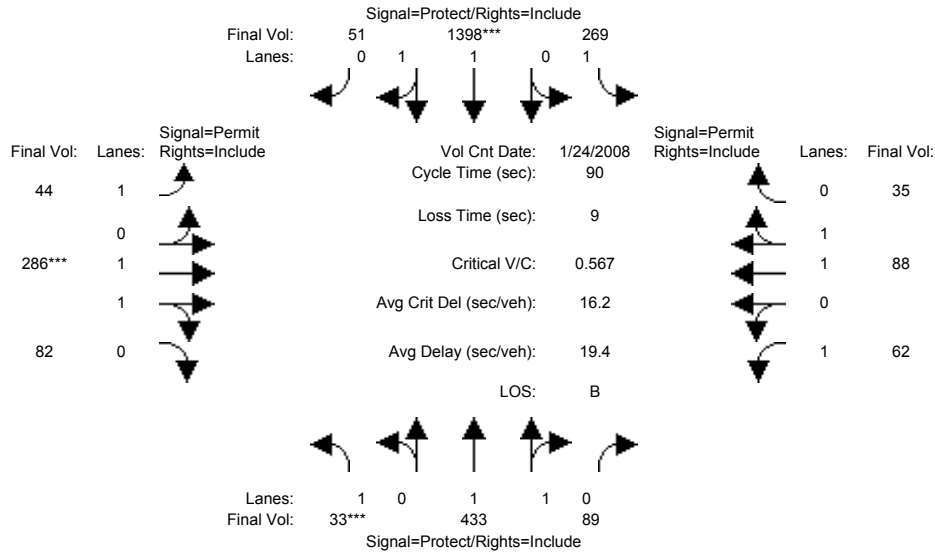 Signal=Protect/Rights=Include
Final Vol: 51 1398*** 269
Lanes: 0 1 1 0 1
Signal=Permit
Final Vol: Lanes: Rights=Include
Vol Cnt Date: 1/24/2008
Signal=Permit
Rights=Include Lanes: Final Vol:
Cycle Time (sec): 90
44 1
0 35
Loss Time (sec): 9
0
1
286*** 1
Critical V/C: 0.567
1 88
1
Avg Crit Del (sec/veh): 16.2
0
82 0
Avg Delay (sec/veh): 19.4
1 62
LOS: B
Lanes: 1 0 1 1 0
Final Vol: 33*** 433 89
Signal=Protect/Rights=Include